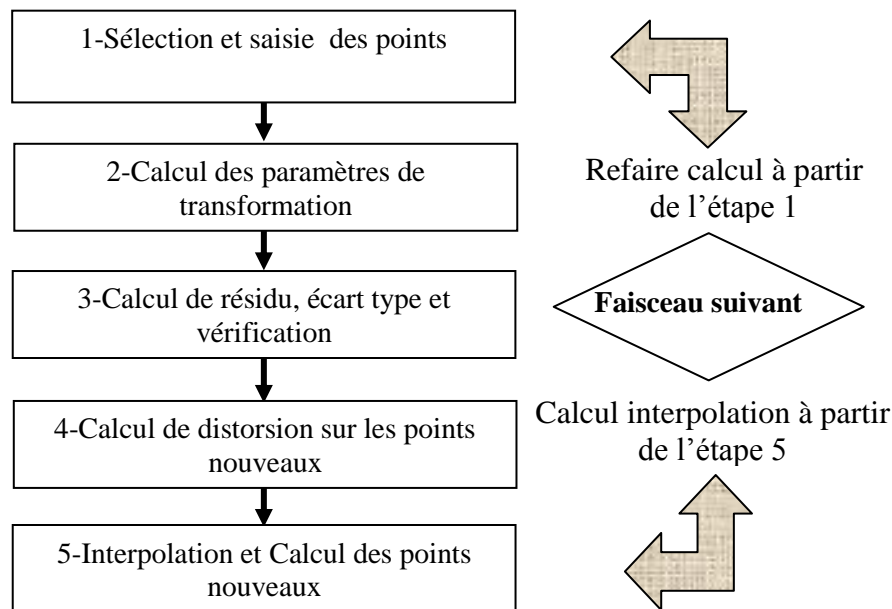 1-Sélection et saisie des points
2-Calcul des paramètres de
transformation
3-Calcul de résidu, écart type et
vérification
4-Calcul de distorsion sur les points
nouveaux
5-Interpolation et Calcul des points
nouveaux
Refaire calcul à partir
de l’étape 1
Faisceau suivant
Calcul interpolation à partir
de l’étape 5